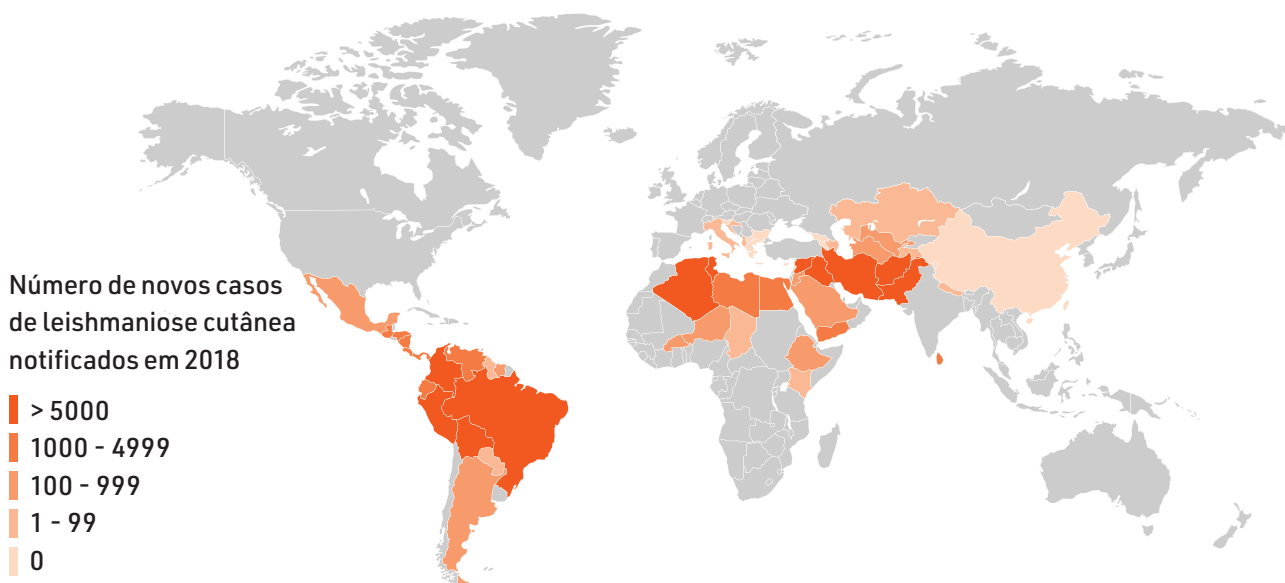 Número de novos casos
de leishmaniose cutânea
notificados em 2018
> 5000
1000 - 4999
100 - 999
1 - 99
0